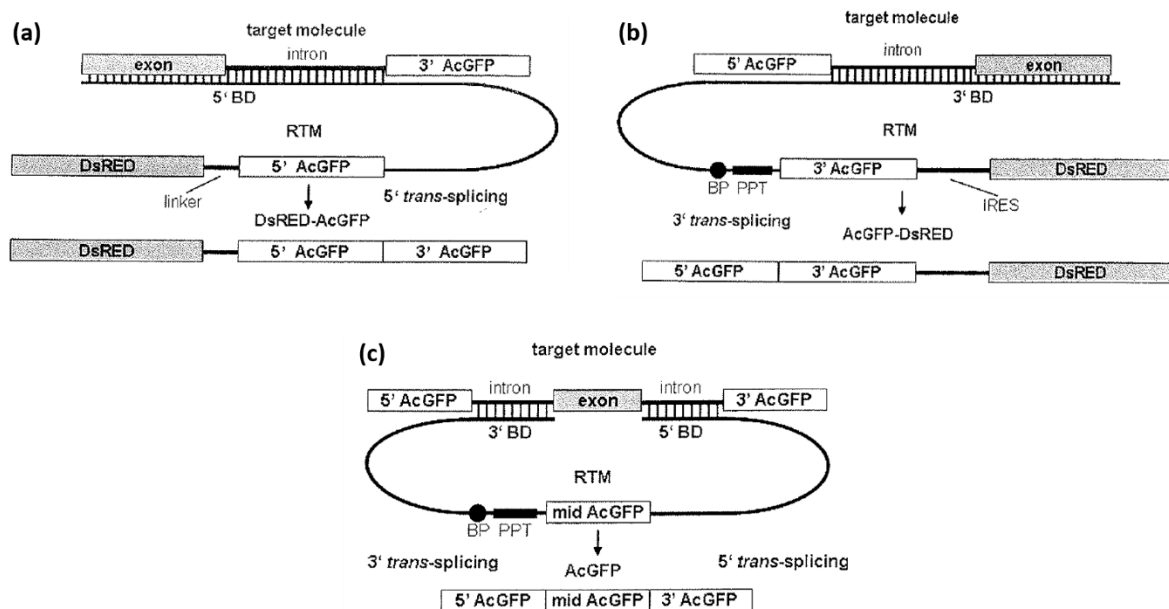 (a)
target molecule
intron
exon
3‘ AcGFP
5‘ BD
RTM
DsRED
5‘ AcGFP
linker
5‘ trans-splicing
DsRED-AcGFP
DsRED
5‘ AcGFP
3‘ AcGFP
(b)
target molecule
intron
5‘ AcGFP
exon
3‘ BD
RTM
BP
PPT
3‘ AcGFP
DsRED
IRES
3‘ trans-splicing
AcGFP-DsRED
5‘ AcGFP
3‘ AcGFP
DsRED
(c)
target molecule
intron
intron
5‘ AcGFP
exon
3‘ AcGFP
3‘ BD
5‘ BD
RTM
mid AcGFP
BP
PPT
3‘ trans-splicing
AcGFP
5‘ trans-splicing
5‘ AcGFP
mid AcGFP
3‘ AcGFP